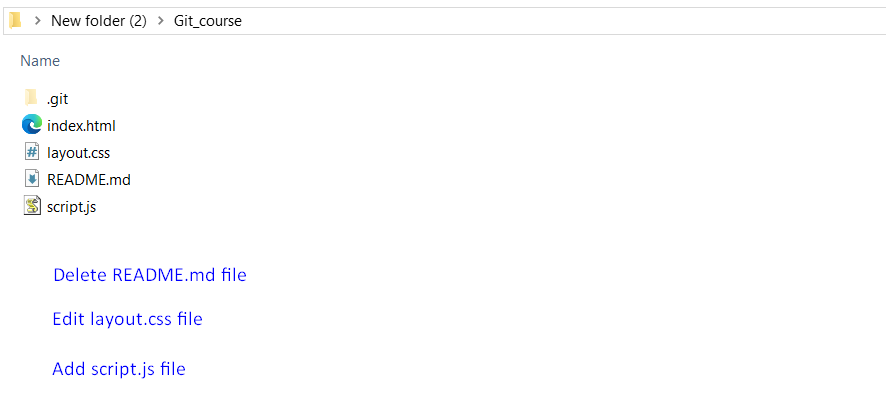 New folder (2) > Git_course
Name
.git
index.html
layout.css
README.md
script.js
Delete README.md file
Edit layout.css file
Add script.js file